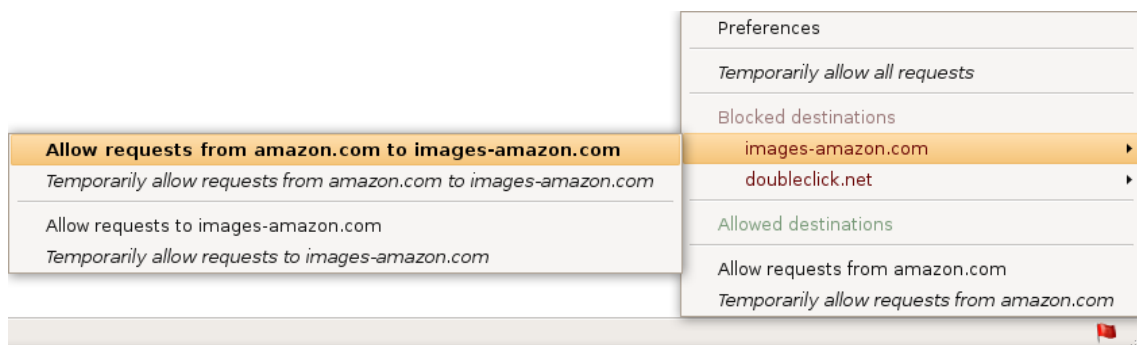 Preferences
Temporarily allow all requests
Blocked destinations
images-amazon.com
doubleclick.net
Allowed destinations
Allow requests from amazon.com
Temporarily allow requests from amazon.com
Allow requests from amazon.com to images-amazon.com
Temporarily allow requests from amazon.com to images-amazon.com
Allow requests to images-amazon.com
Temporarily allow requests to images-amazon.com